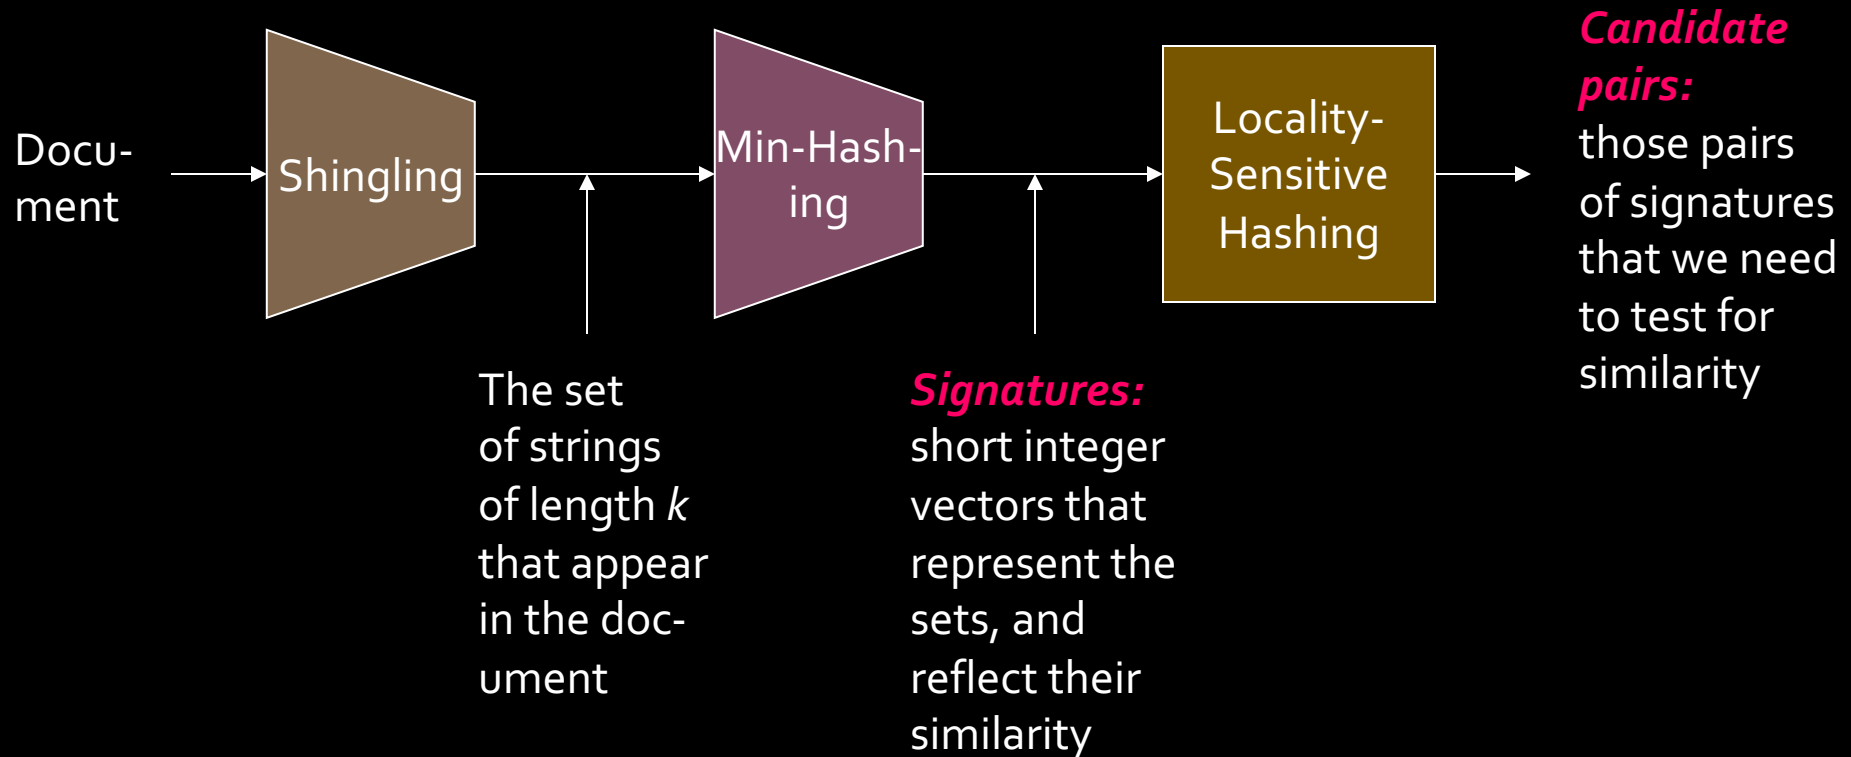 Docu-
ment
Shingling
The set
of strings
of length k
that appear
in the doc-
ument
Min-Hash-
ing
Signatures:
short integer
vectors that
represent the
sets, and
reflect their
similarity
Locality-
Sensitive
Hashing
Candidate
pairs:
those pairs
of signatures
that we need
to test for
similarity